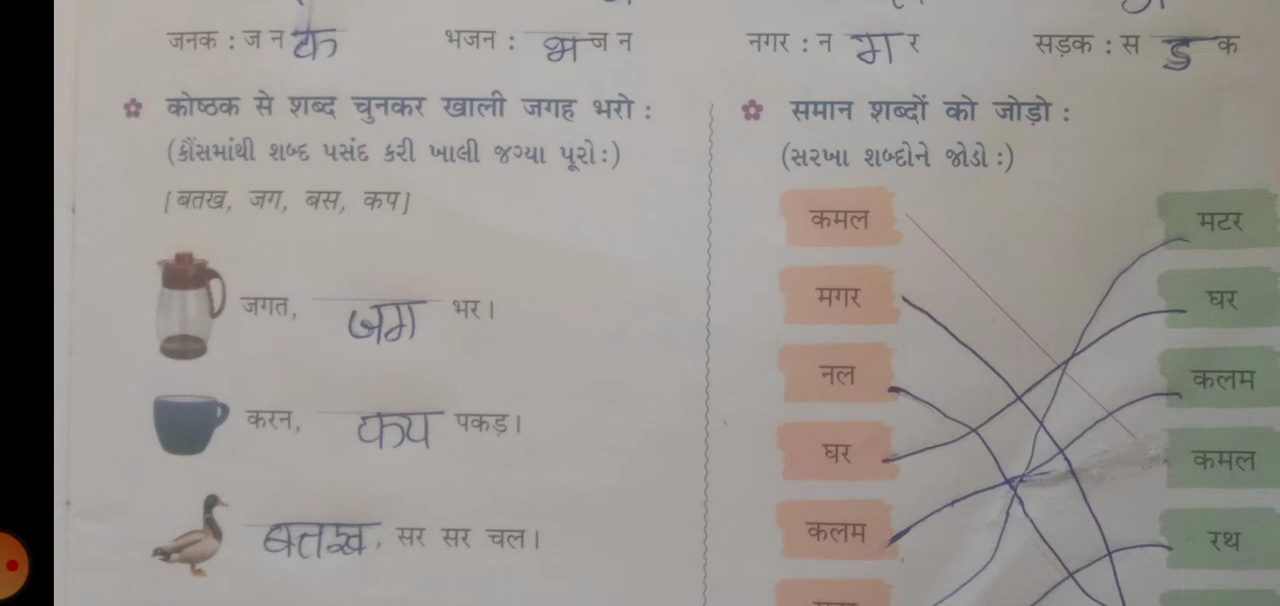 जनक : ज न क भजन : भ ज न नगर : न ग र सड़क : स ड़ क
कोष्ठक से शब्द चुनकर खाली जगह भरो :
(કૌંસમાંથી શબ્દ પસંદ કરી ખાલી જગ્યા પૂરો :)
[बतख, जग, बस, कप]
जगत, जग भर।
करन, कप पकड़।
बतख, सर सर चल।
समान शब्दों को जोड़ो :
(સરખા શબ્દોને જોડો :)
कमल मटर
मगर घर
नल कलम
घर कमल
कलम रथ